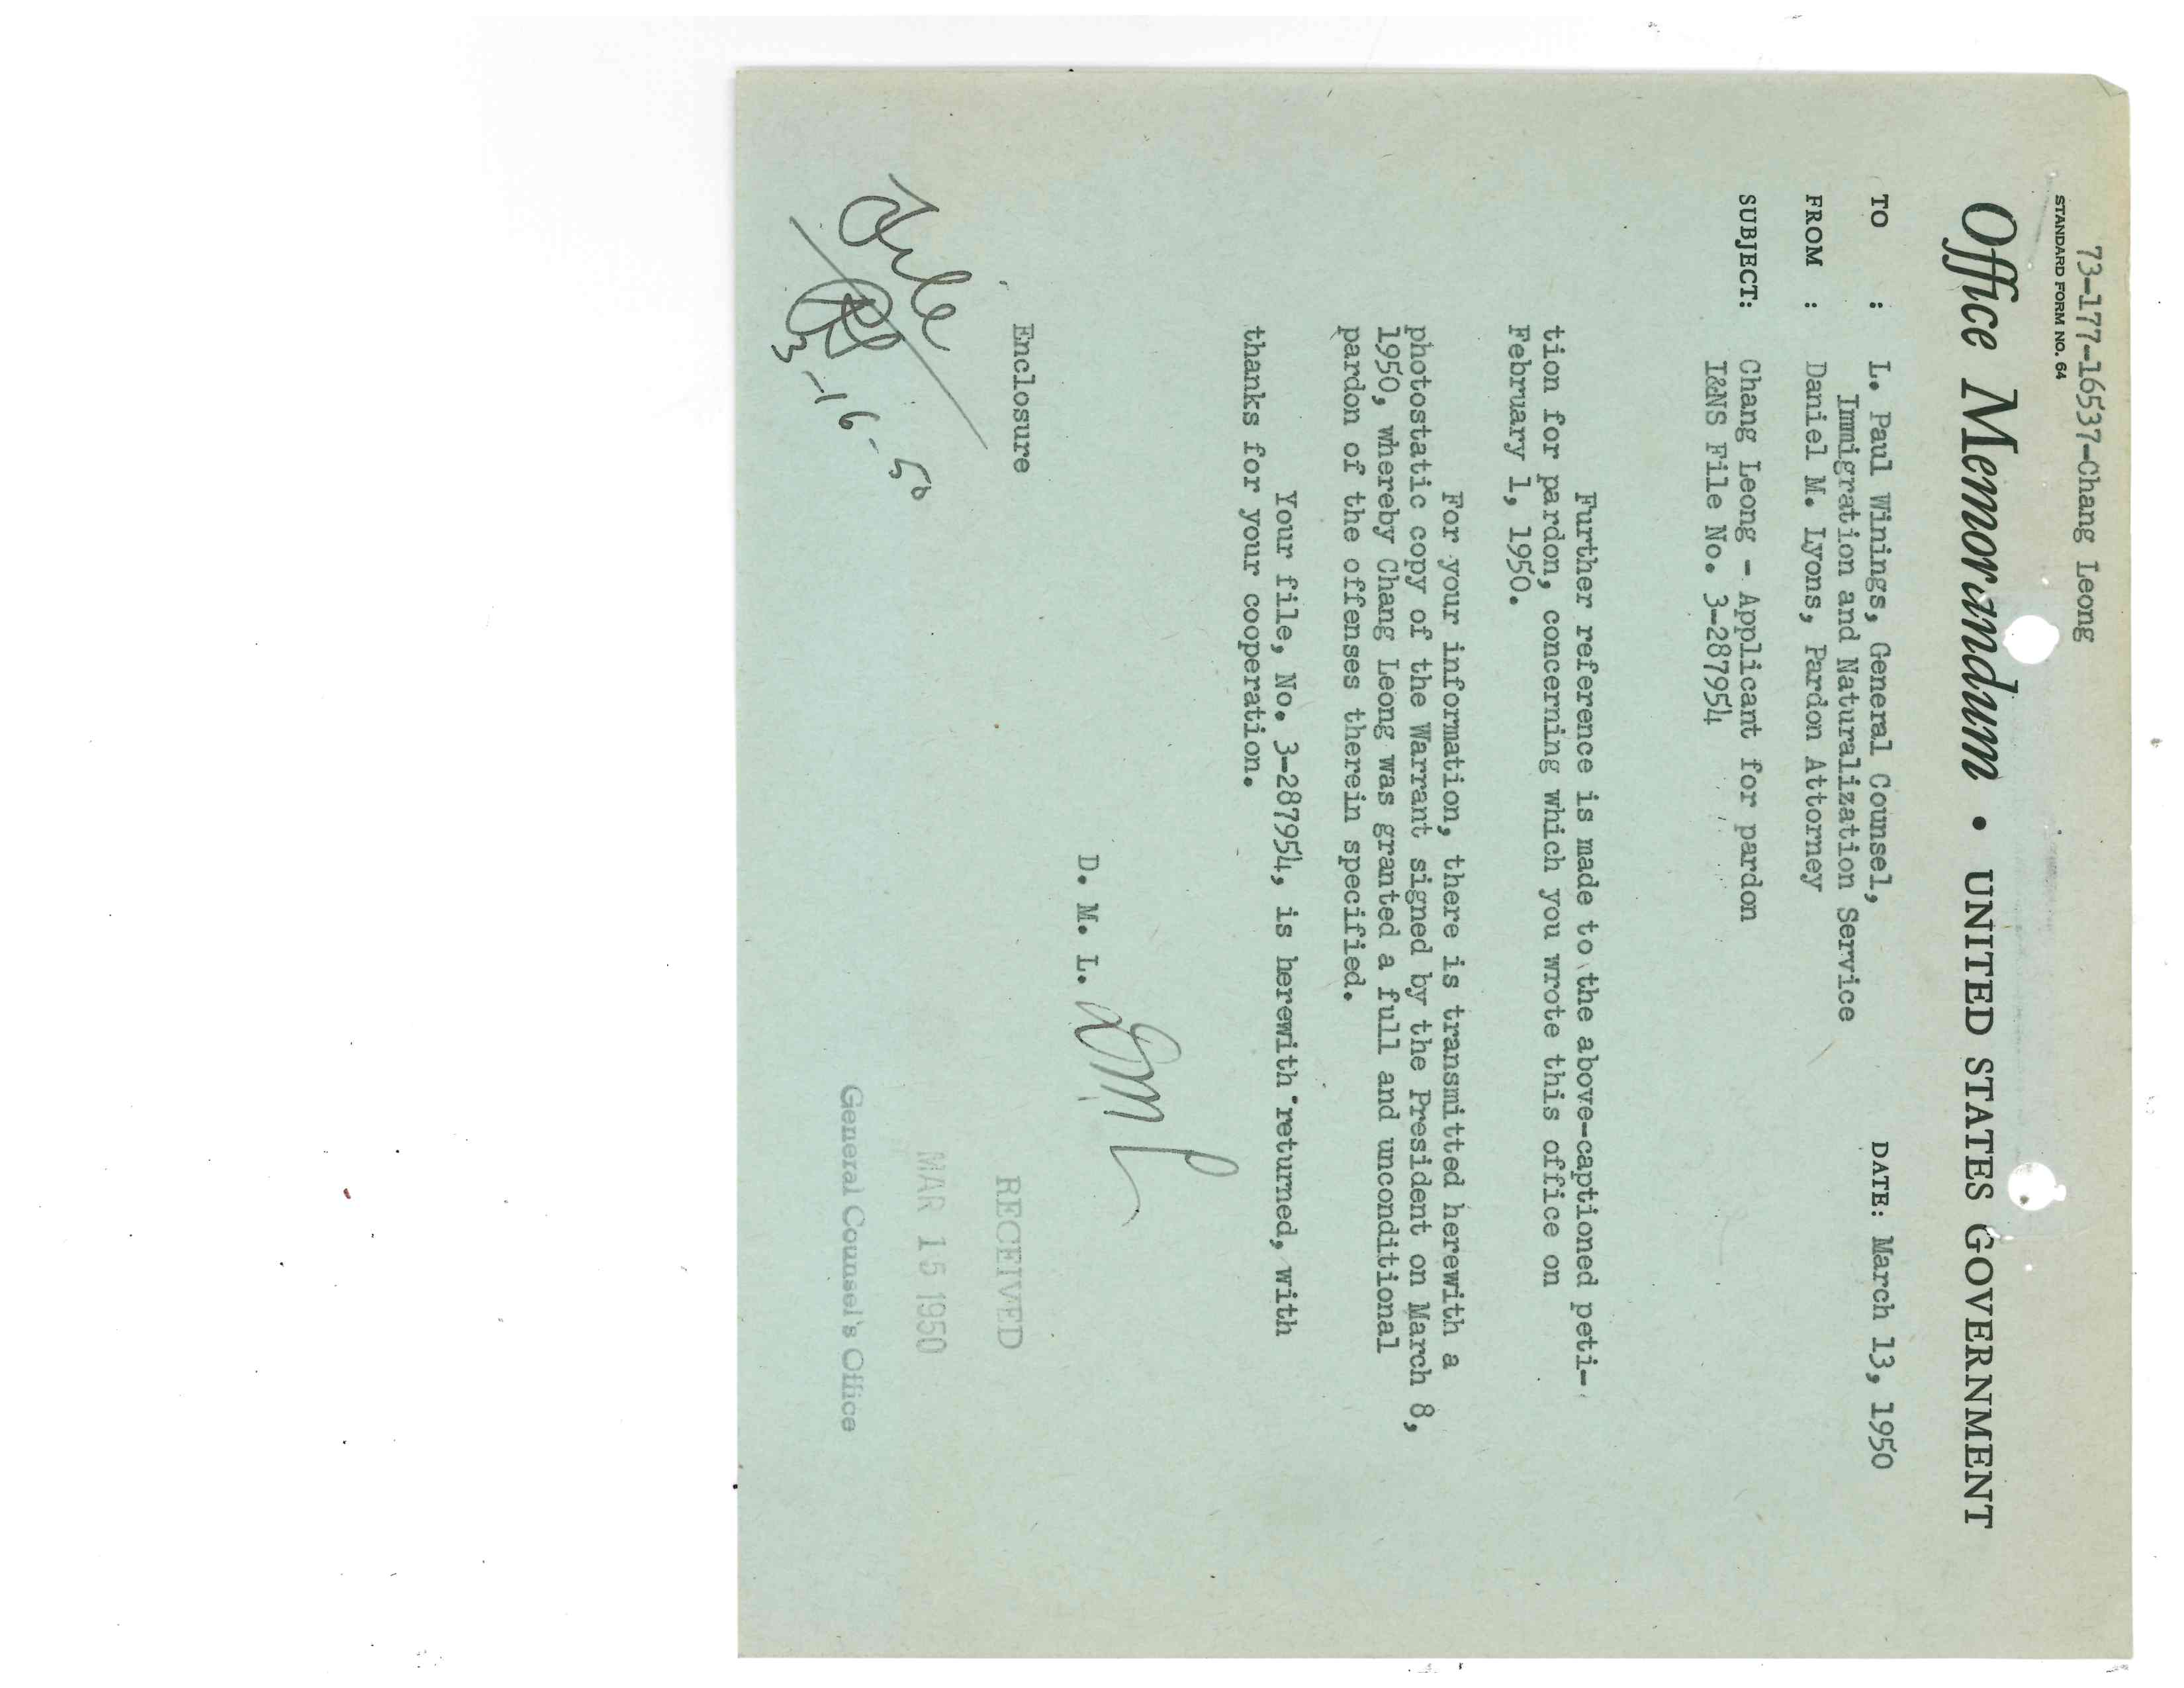 73-177-16537-Chang Leong
STANDARD FORM NO. 64
Office Memorandum • UNITED STATES GOVERNMENT
TO : L. Paul Winings, General Counsel, DATE: March 13, 1950
Immigration and Naturalization Service
FROM : Daniel M. Lyons, Pardon Attorney
SUBJECT: Chang Leong - Applicant for pardon
I&NS File No. 3-287954
Further reference is made to the above-captioned peti-
tion for pardon, concerning which you wrote this office on
February 1, 1950.
For your information, there is transmitted herewith a
photostatic copy of the Warrant signed by the President on March 8,
1950, whereby Chang Leong was granted a full and unconditional
pardon of the offenses therein specified.
Your file, No. 3-287954, is herewith returned, with
thanks for your cooperation.
D. M. L. DML
Enclosure
RECEIVED
MAR 15 1950
General Counsel's Office
File
3-16-50